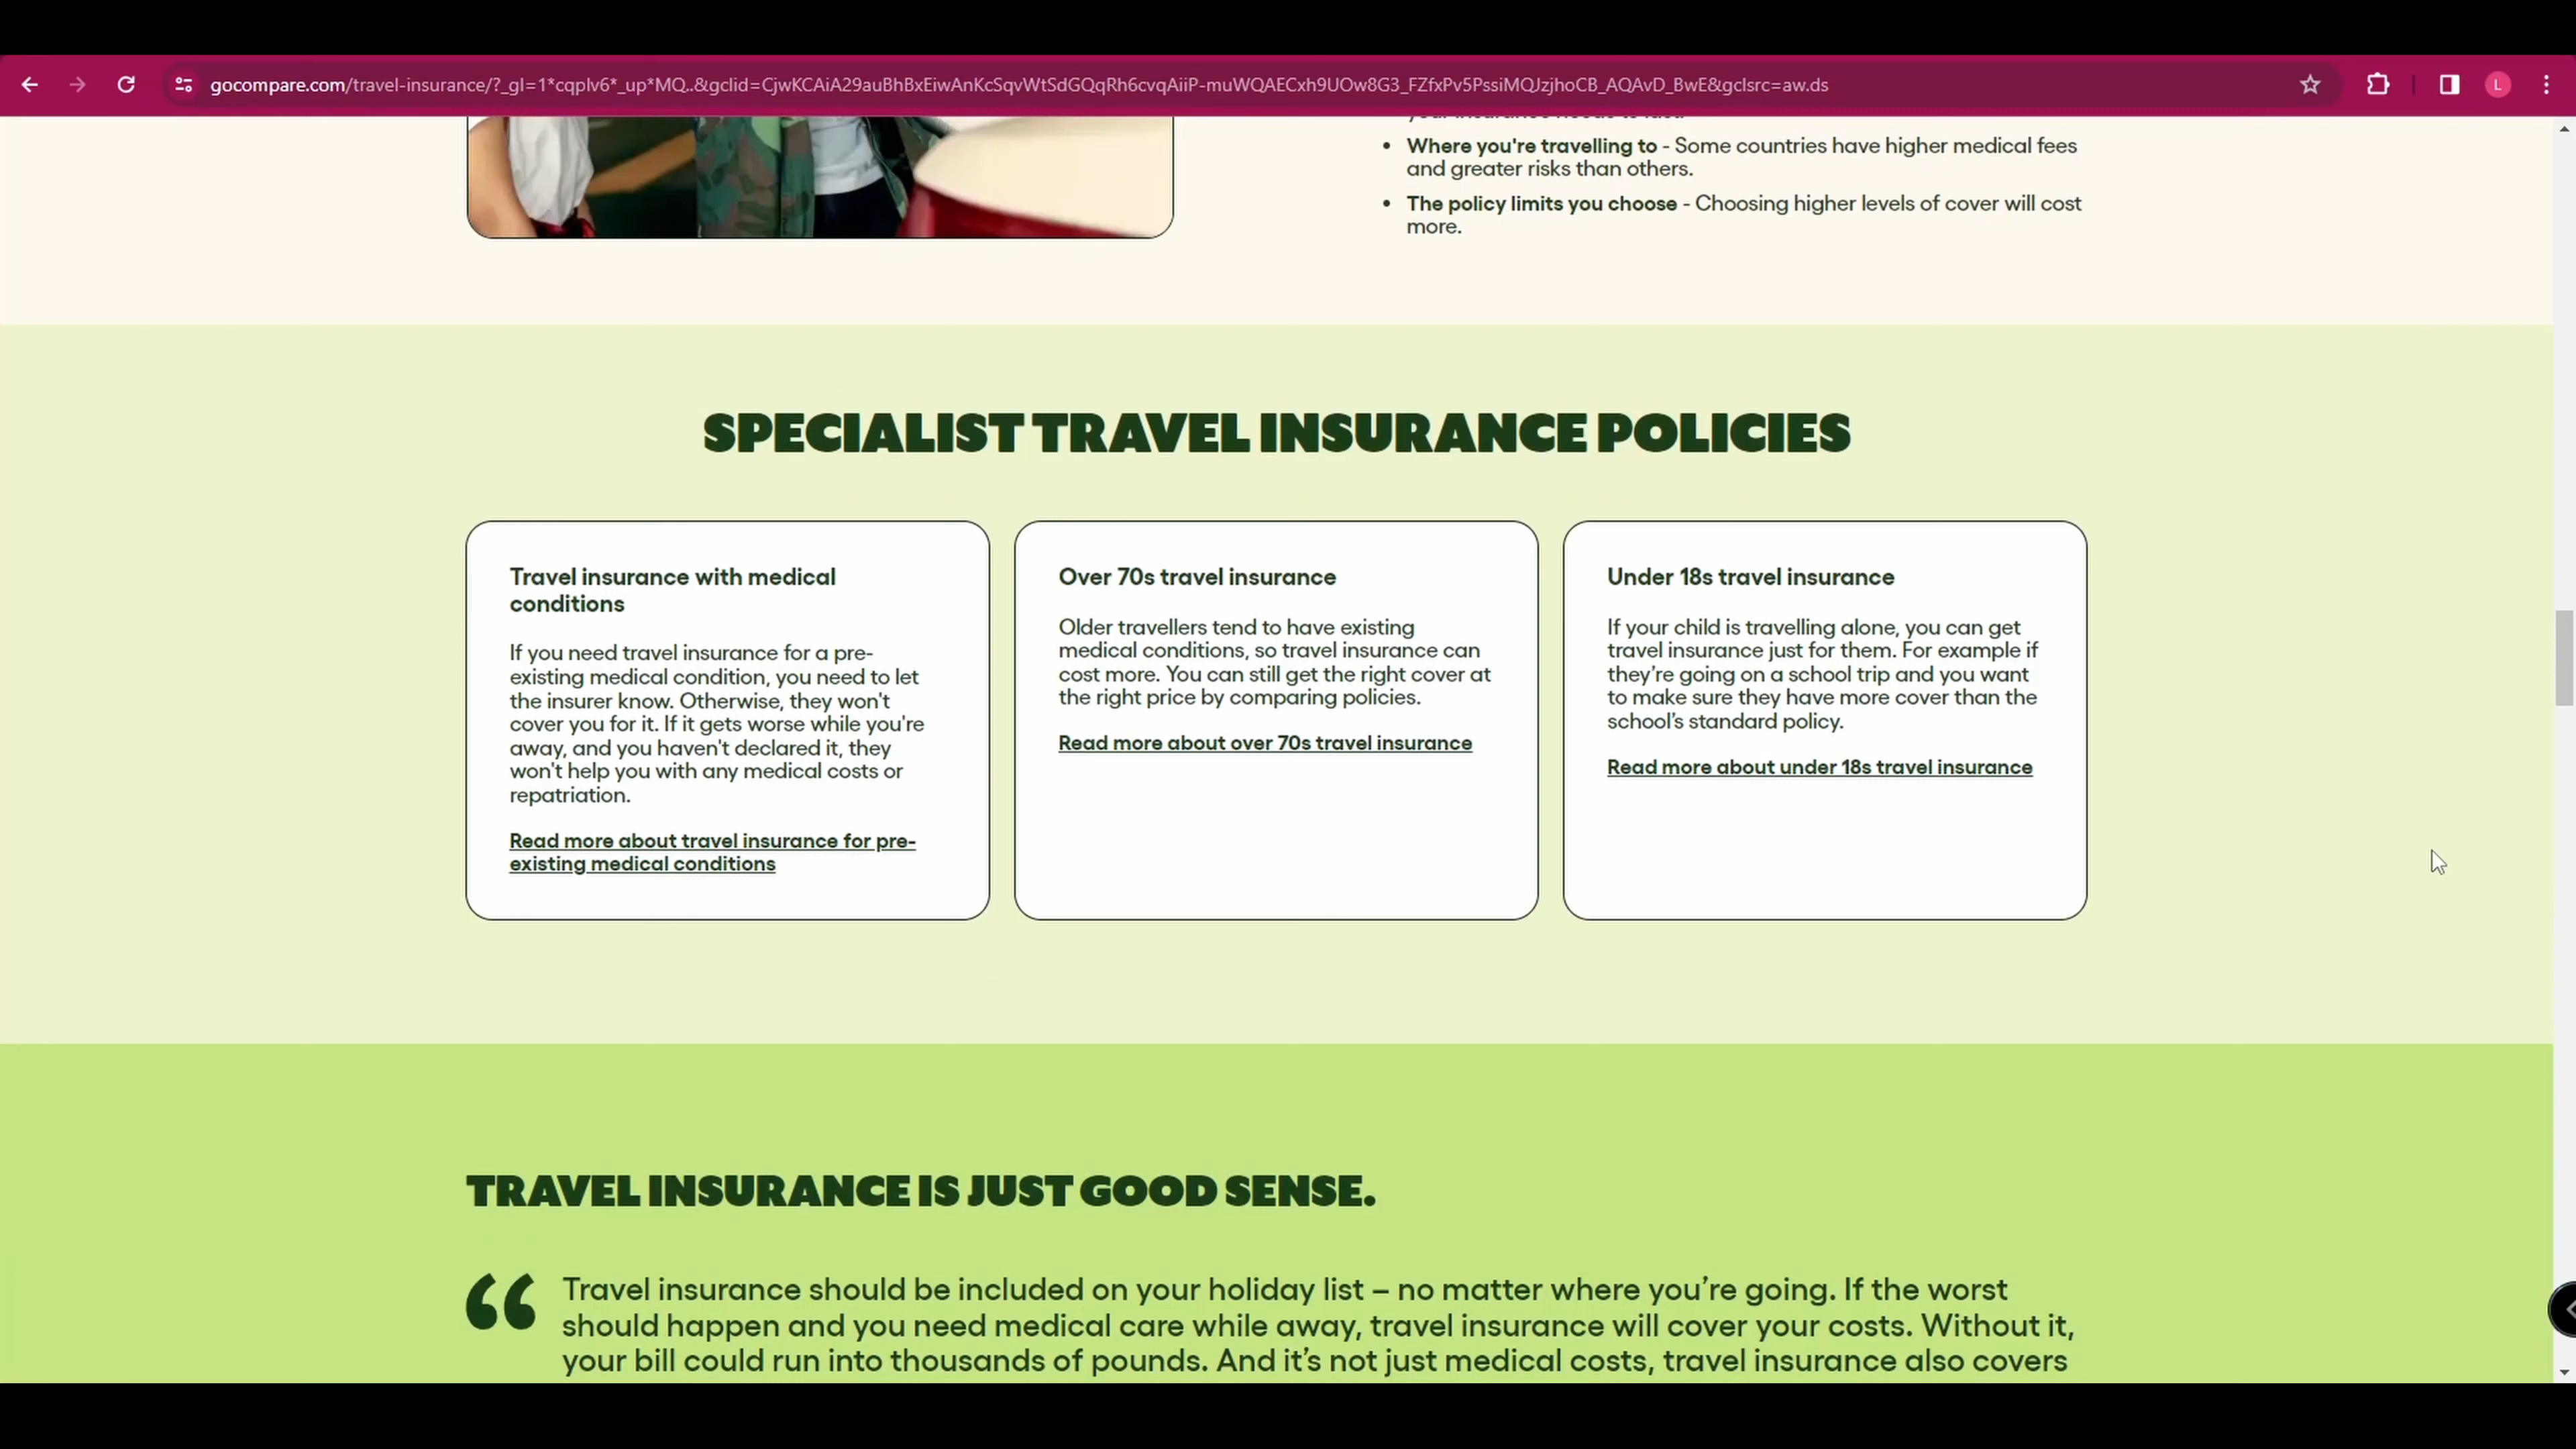 gocompare.com/travel-insurance/?_gl=1*cqplv6*_up*MQ..&gclid=CjwKCAiA29auBhBxEiwAnKcSqvWtSdGQqRh6cvqAiiP-muWQAECxh9UOw8G3_FZfxPv5PssiMQJzjhoCB_AQAvD_BwE&gclsrc=aw.ds
L
Where you're travelling to - Some countries have higher medical fees
and greater risks than others.
The policy limits you choose - Choosing higher levels of cover will cost
more.
SPECIALIST TRAVEL INSURANCE POLICIES
Travel insurance with medical
conditions
If you need travel insurance for a pre-
existing medical condition, you need to let
the insurer know. Otherwise, they won't
cover you for it. If it gets worse while you're
away, and you haven't declared it, they
won't help you with any medical costs or
repatriation.
Read more about travel insurance for pre-
existing medical conditions
Over 70s travel insurance
Older travellers tend to have existing
medical conditions, so travel insurance can
cost more. You can still get the right cover at
the right price by comparing policies.
Read more about over 70s travel insurance
Under 18s travel insurance
If your child is travelling alone, you can get
travel insurance just for them. For example if
they’re going on a school trip and you want
to make sure they have more cover than the
school’s standard policy.
Read more about under 18s travel insurance
TRAVEL INSURANCE IS JUST GOOD SENSE.
“ Travel insurance should be included on your holiday list – no matter where you’re going. If the worst
should happen and you need medical care while away, travel insurance will cover your costs. Without it,
your bill could run into thousands of pounds. And it’s not just medical costs, travel insurance also covers